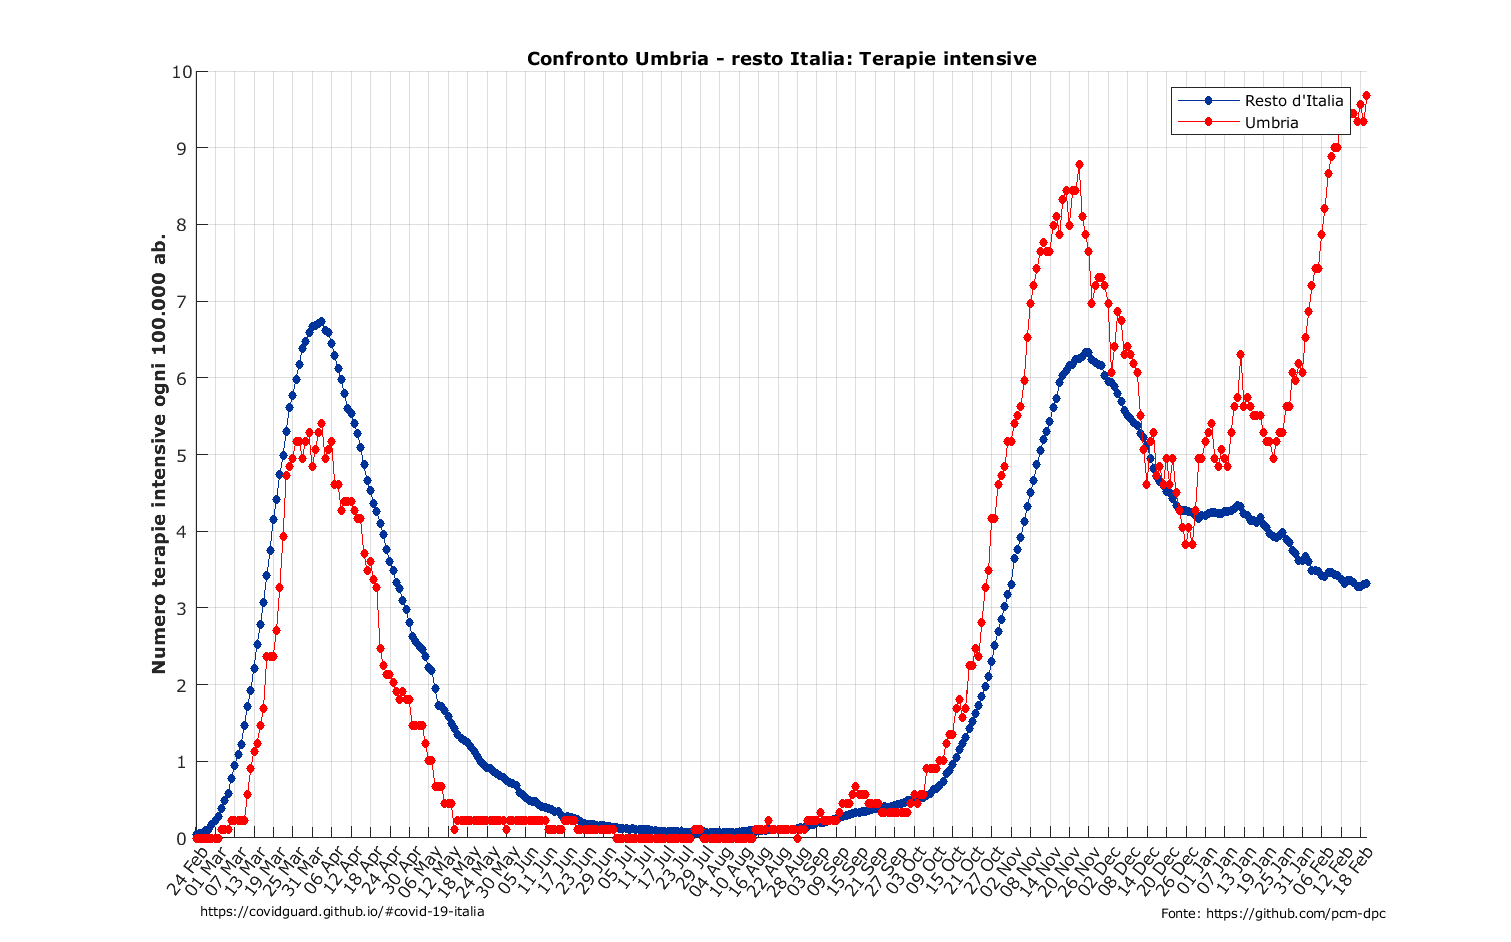 Confronto Umbria - resto Italia: Terapie intensive
Numero terapie intensive ogni 100.000 ab.
10
9
8
7
6
5
4
3
2
1
0
Resto d'Italia
Umbria
24 Feb
01 Mar
07 Mar
13 Mar
19 Mar
25 Mar
31 Mar
06 Apr
12 Apr
18 Apr
24 Apr
30 Apr
06 May
12 May
18 May
24 May
30 May
05 Jun
11 Jun
17 Jun
23 Jun
29 Jun
05 Jul
11 Jul
17 Jul
23 Jul
29 Jul
04 Aug
10 Aug
16 Aug
22 Aug
28 Aug
03 Sep
09 Sep
15 Sep
21 Sep
27 Sep
03 Oct
09 Oct
15 Oct
21 Oct
27 Oct
02 Nov
08 Nov
14 Nov
20 Nov
26 Nov
02 Dec
08 Dec
14 Dec
20 Dec
26 Dec
01 Jan
07 Jan
13 Jan
19 Jan
25 Jan
31 Jan
06 Feb
12 Feb
18 Feb
https://covidguard.github.io/#covid-19-italia
Fonte: https://github.com/pcm-dpc